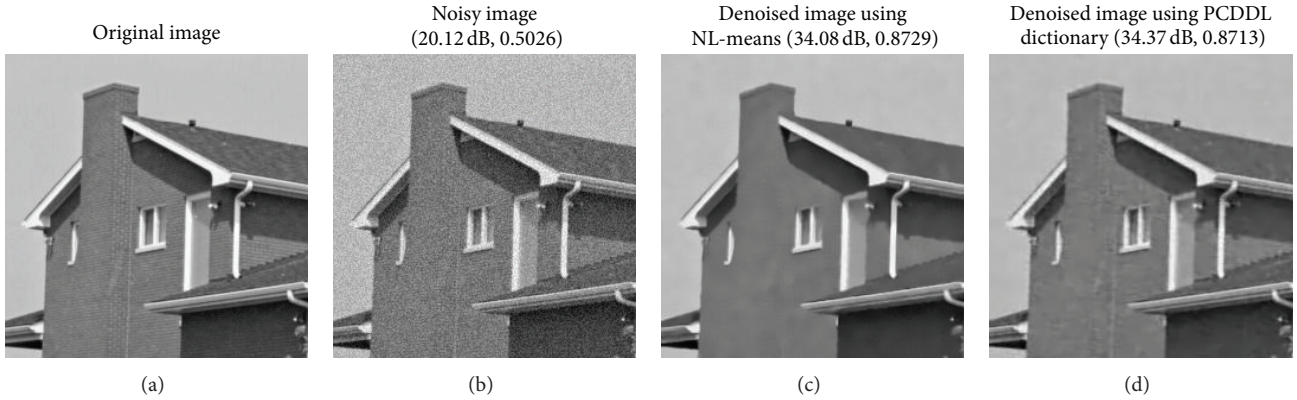 Original image
Noisy image
(20.12 dB, 0.5026)
Denoised image using
NL-means (34.08 dB, 0.8729)
Denoised image using PCDDL
dictionary (34.37 dB, 0.8713)
(a)
(b)
(c)
(d)